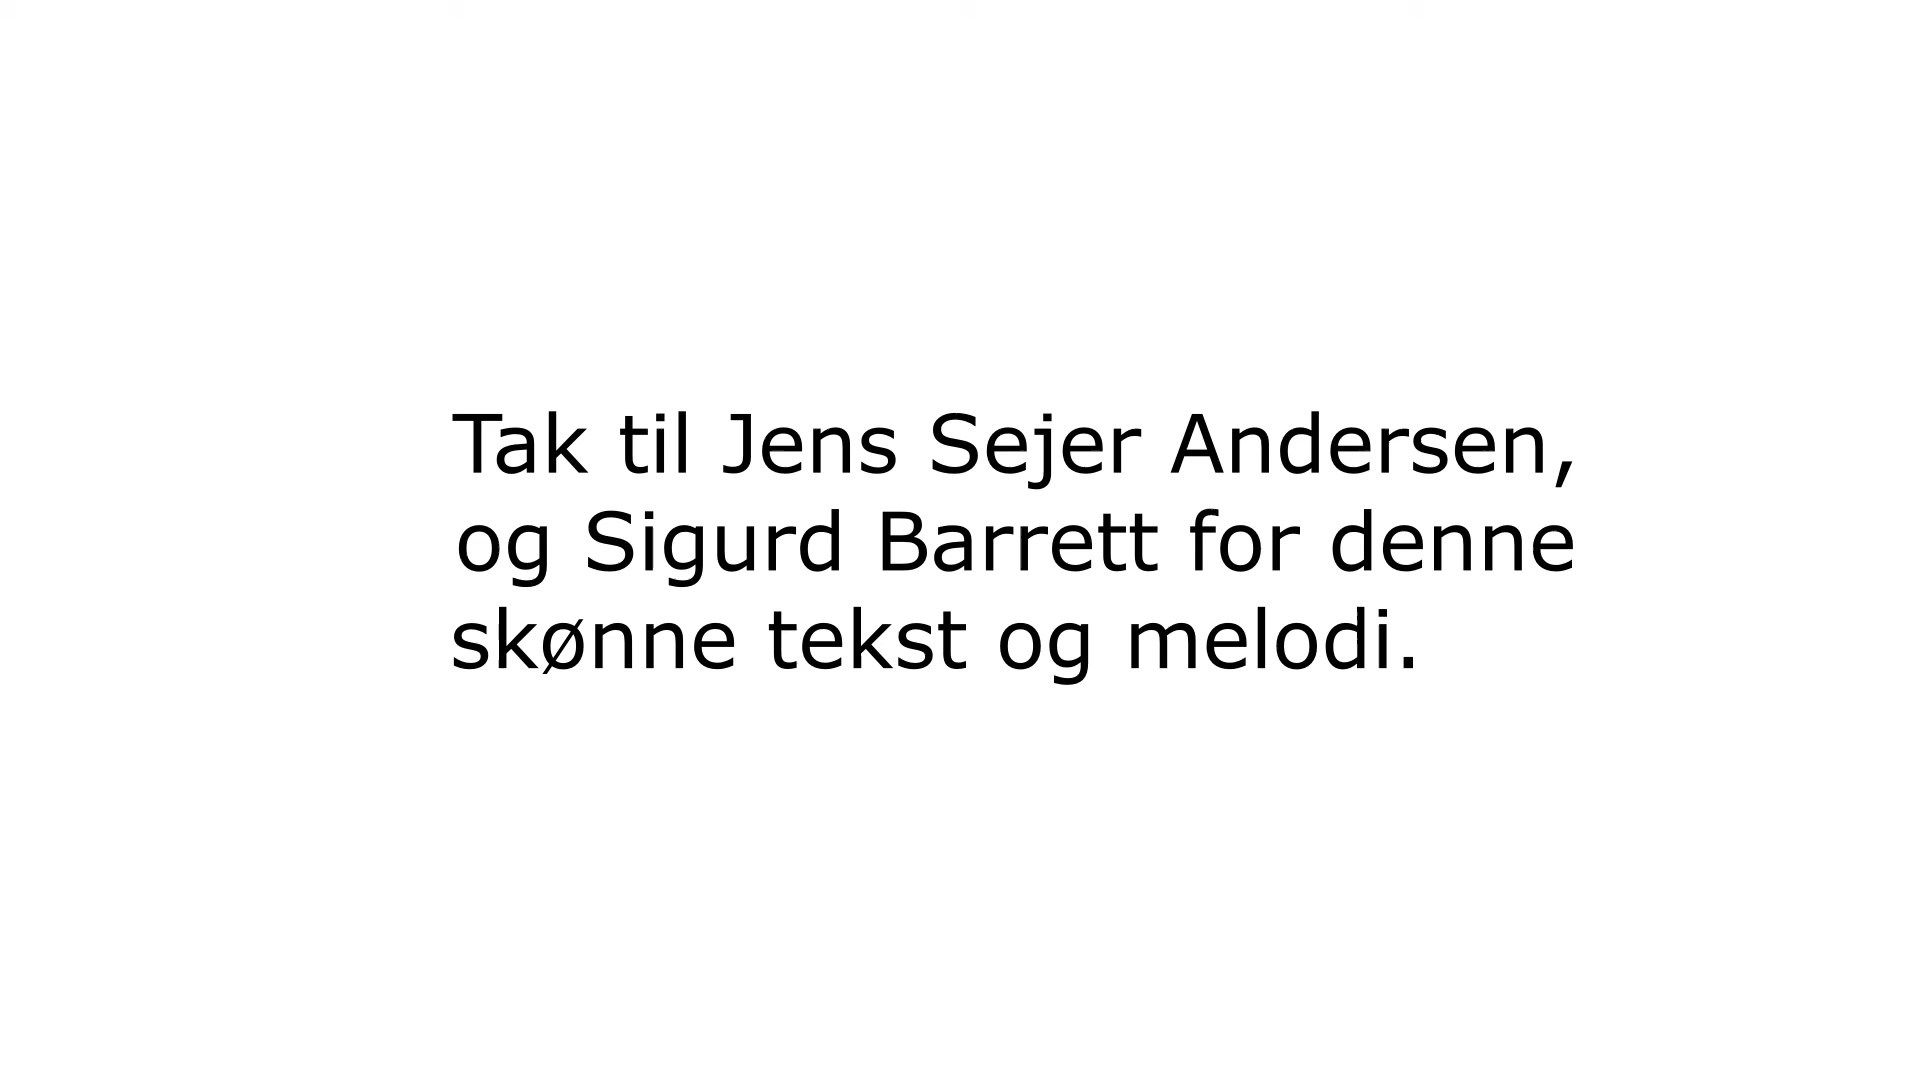 Tak til Jens Sejer Andersen,
og Sigurd Barrett for denne
skønne tekst og melodi.